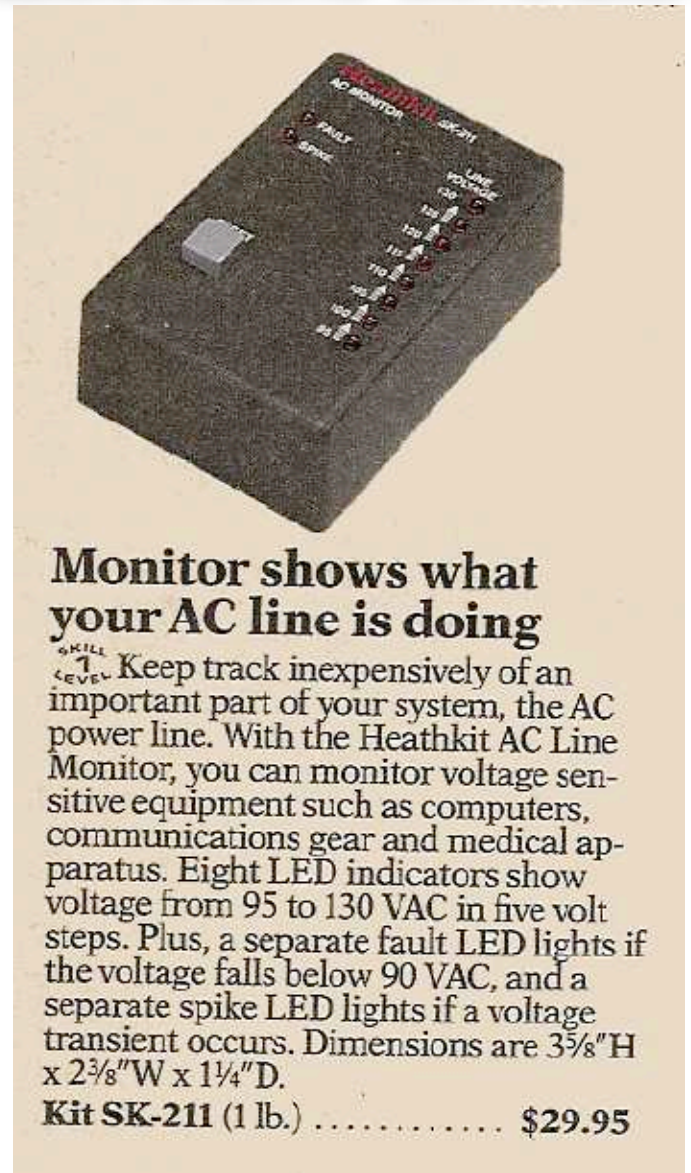 Heathkit SK-211
AC MONITOR
FAULT
SPIKE
LINE
VOLTAGE
130
125
120
115
110
105
100
95
Monitor shows what
your AC line is doing
SKILL
1
LEVEL
Keep track inexpensively of an
important part of your system, the AC
power line. With the Heathkit AC Line
Monitor, you can monitor voltage sen-
sitive equipment such as computers,
communications gear and medical ap-
paratus. Eight LED indicators show
voltage from 95 to 130 VAC in five volt
steps. Plus, a separate fault LED lights if
the voltage falls below 90 VAC, and a
separate spike LED lights if a voltage
transient occurs. Dimensions are 3⅝"H
x 2⅜"W x 1¼"D.
Kit SK-211 (1 lb.) ............ $29.95